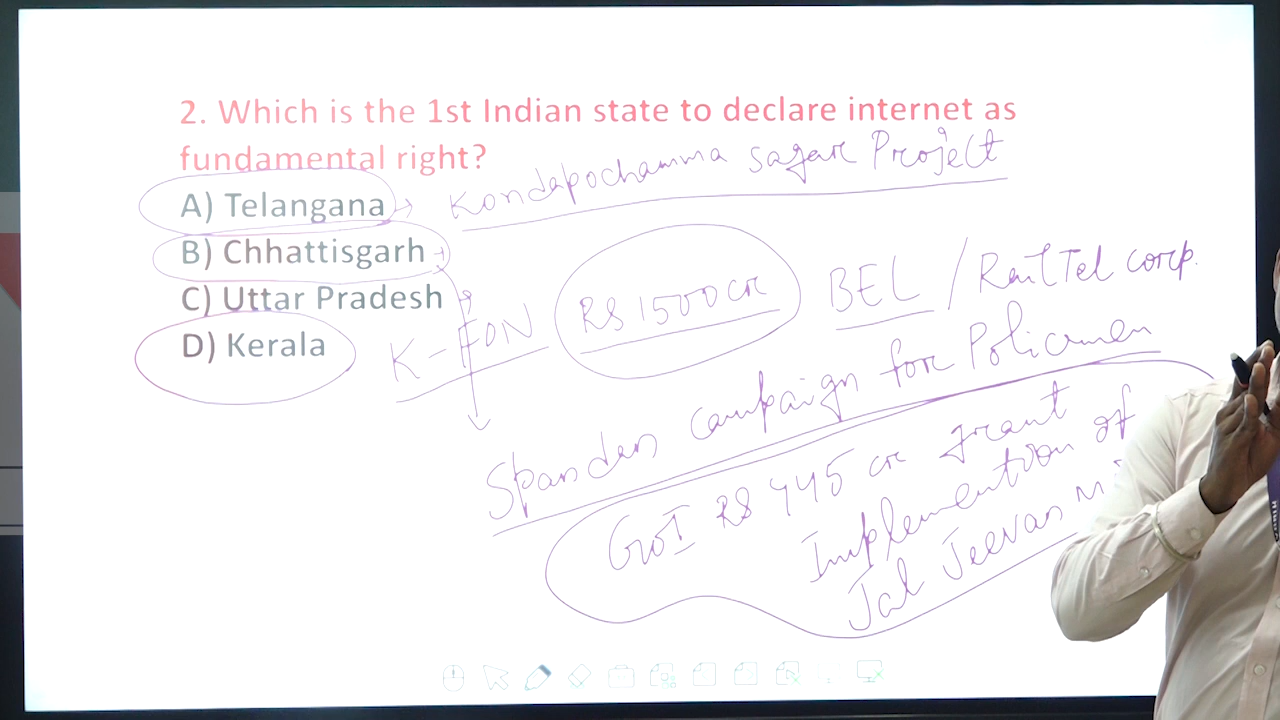 2. Which is the 1st Indian state to declare internet as
fundamental right?
A) Telangana
Kondapochamma Sagar Project
B) Chhattisgarh
C) Uttar Pradesh
D) Kerala
K-FON
RS 1500 cr
BEL / RailTel corp.
Spandan campaign for Policemen
GoI RS 445 cr grant
Implemention of
Jal Jeevan